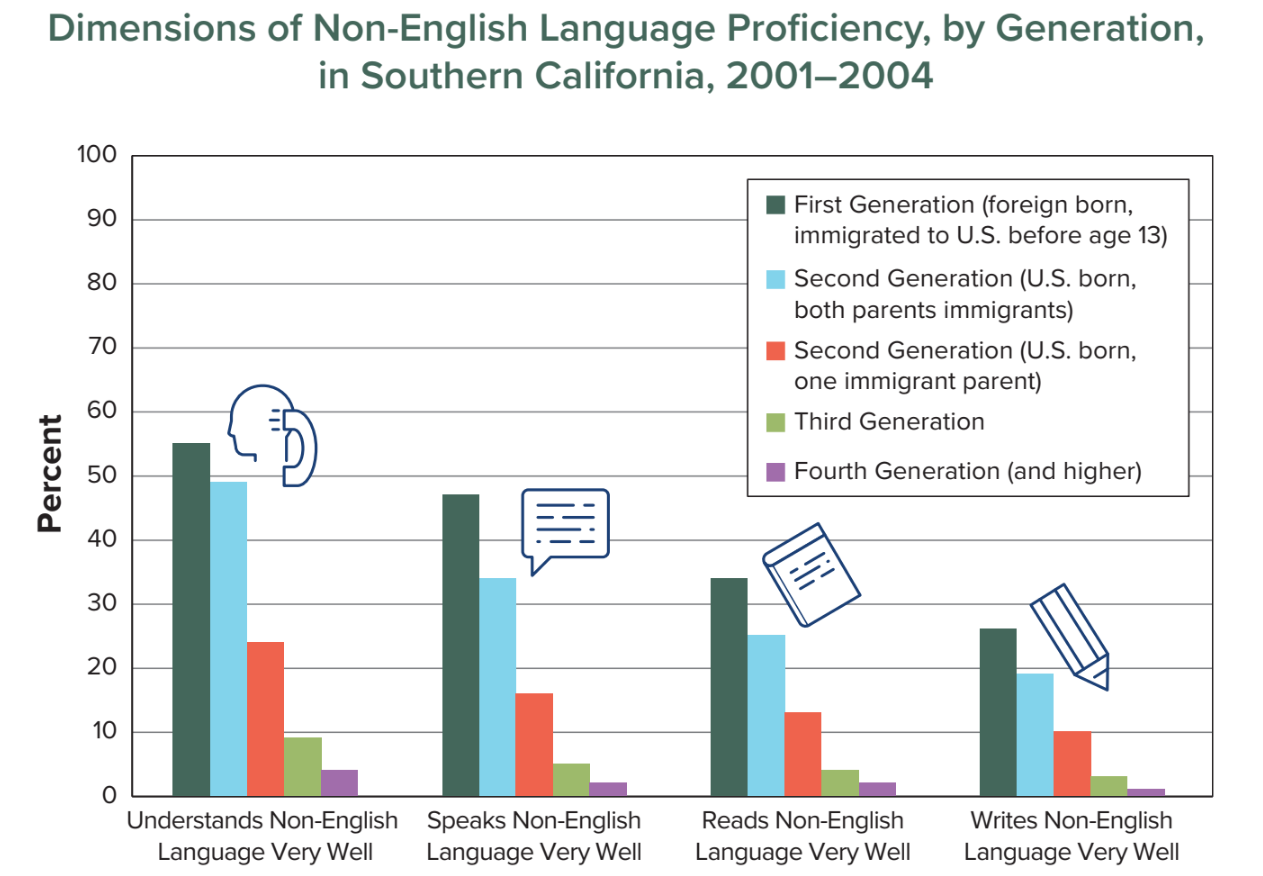 Dimensions of Non-English Language Proficiency, by Generation,
in Southern California, 2001–2004
Percent
100
90
80
70
60
50
40
30
20
10
0
First Generation (foreign born,
immigrated to U.S. before age 13)
Second Generation (U.S. born,
both parents immigrants)
Second Generation (U.S. born,
one immigrant parent)
Third Generation
Fourth Generation (and higher)
Understands Non-English
Language Very Well
Speaks Non-English
Language Very Well
Reads Non-English
Language Very Well
Writes Non-English
Language Very Well